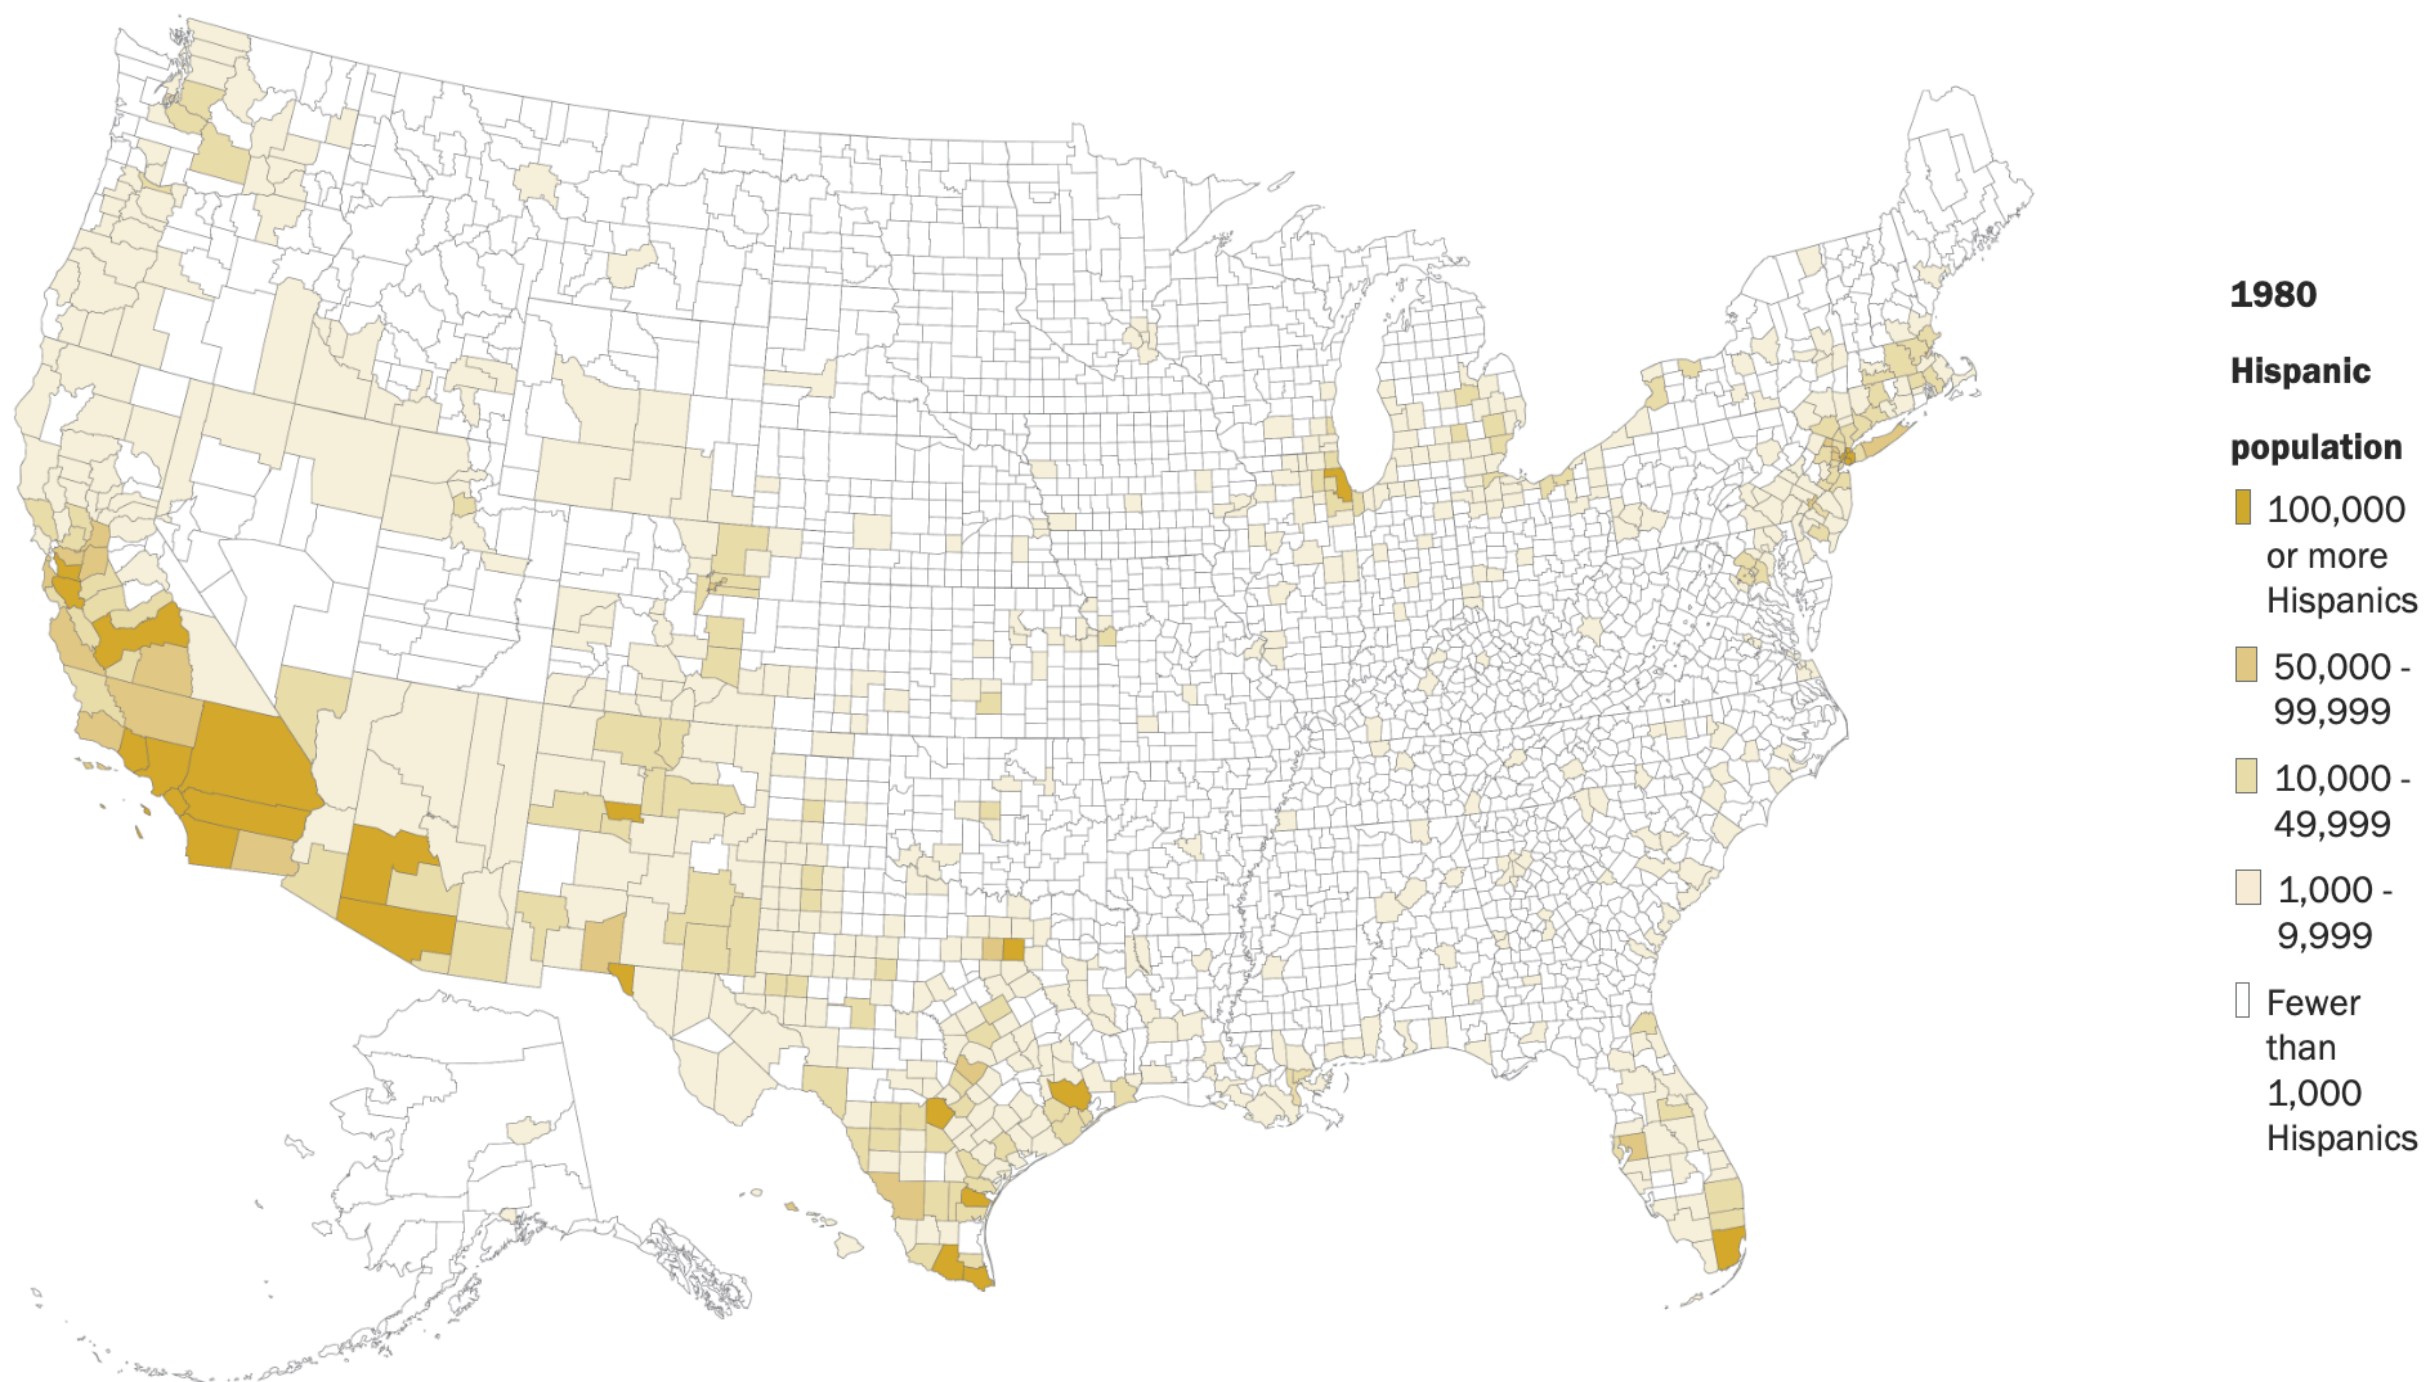 1980
Hispanic
population
100,000
or more
Hispanics
50,000 -
99,999
10,000 -
49,999
1,000 -
9,999
Fewer
than
1,000
Hispanics